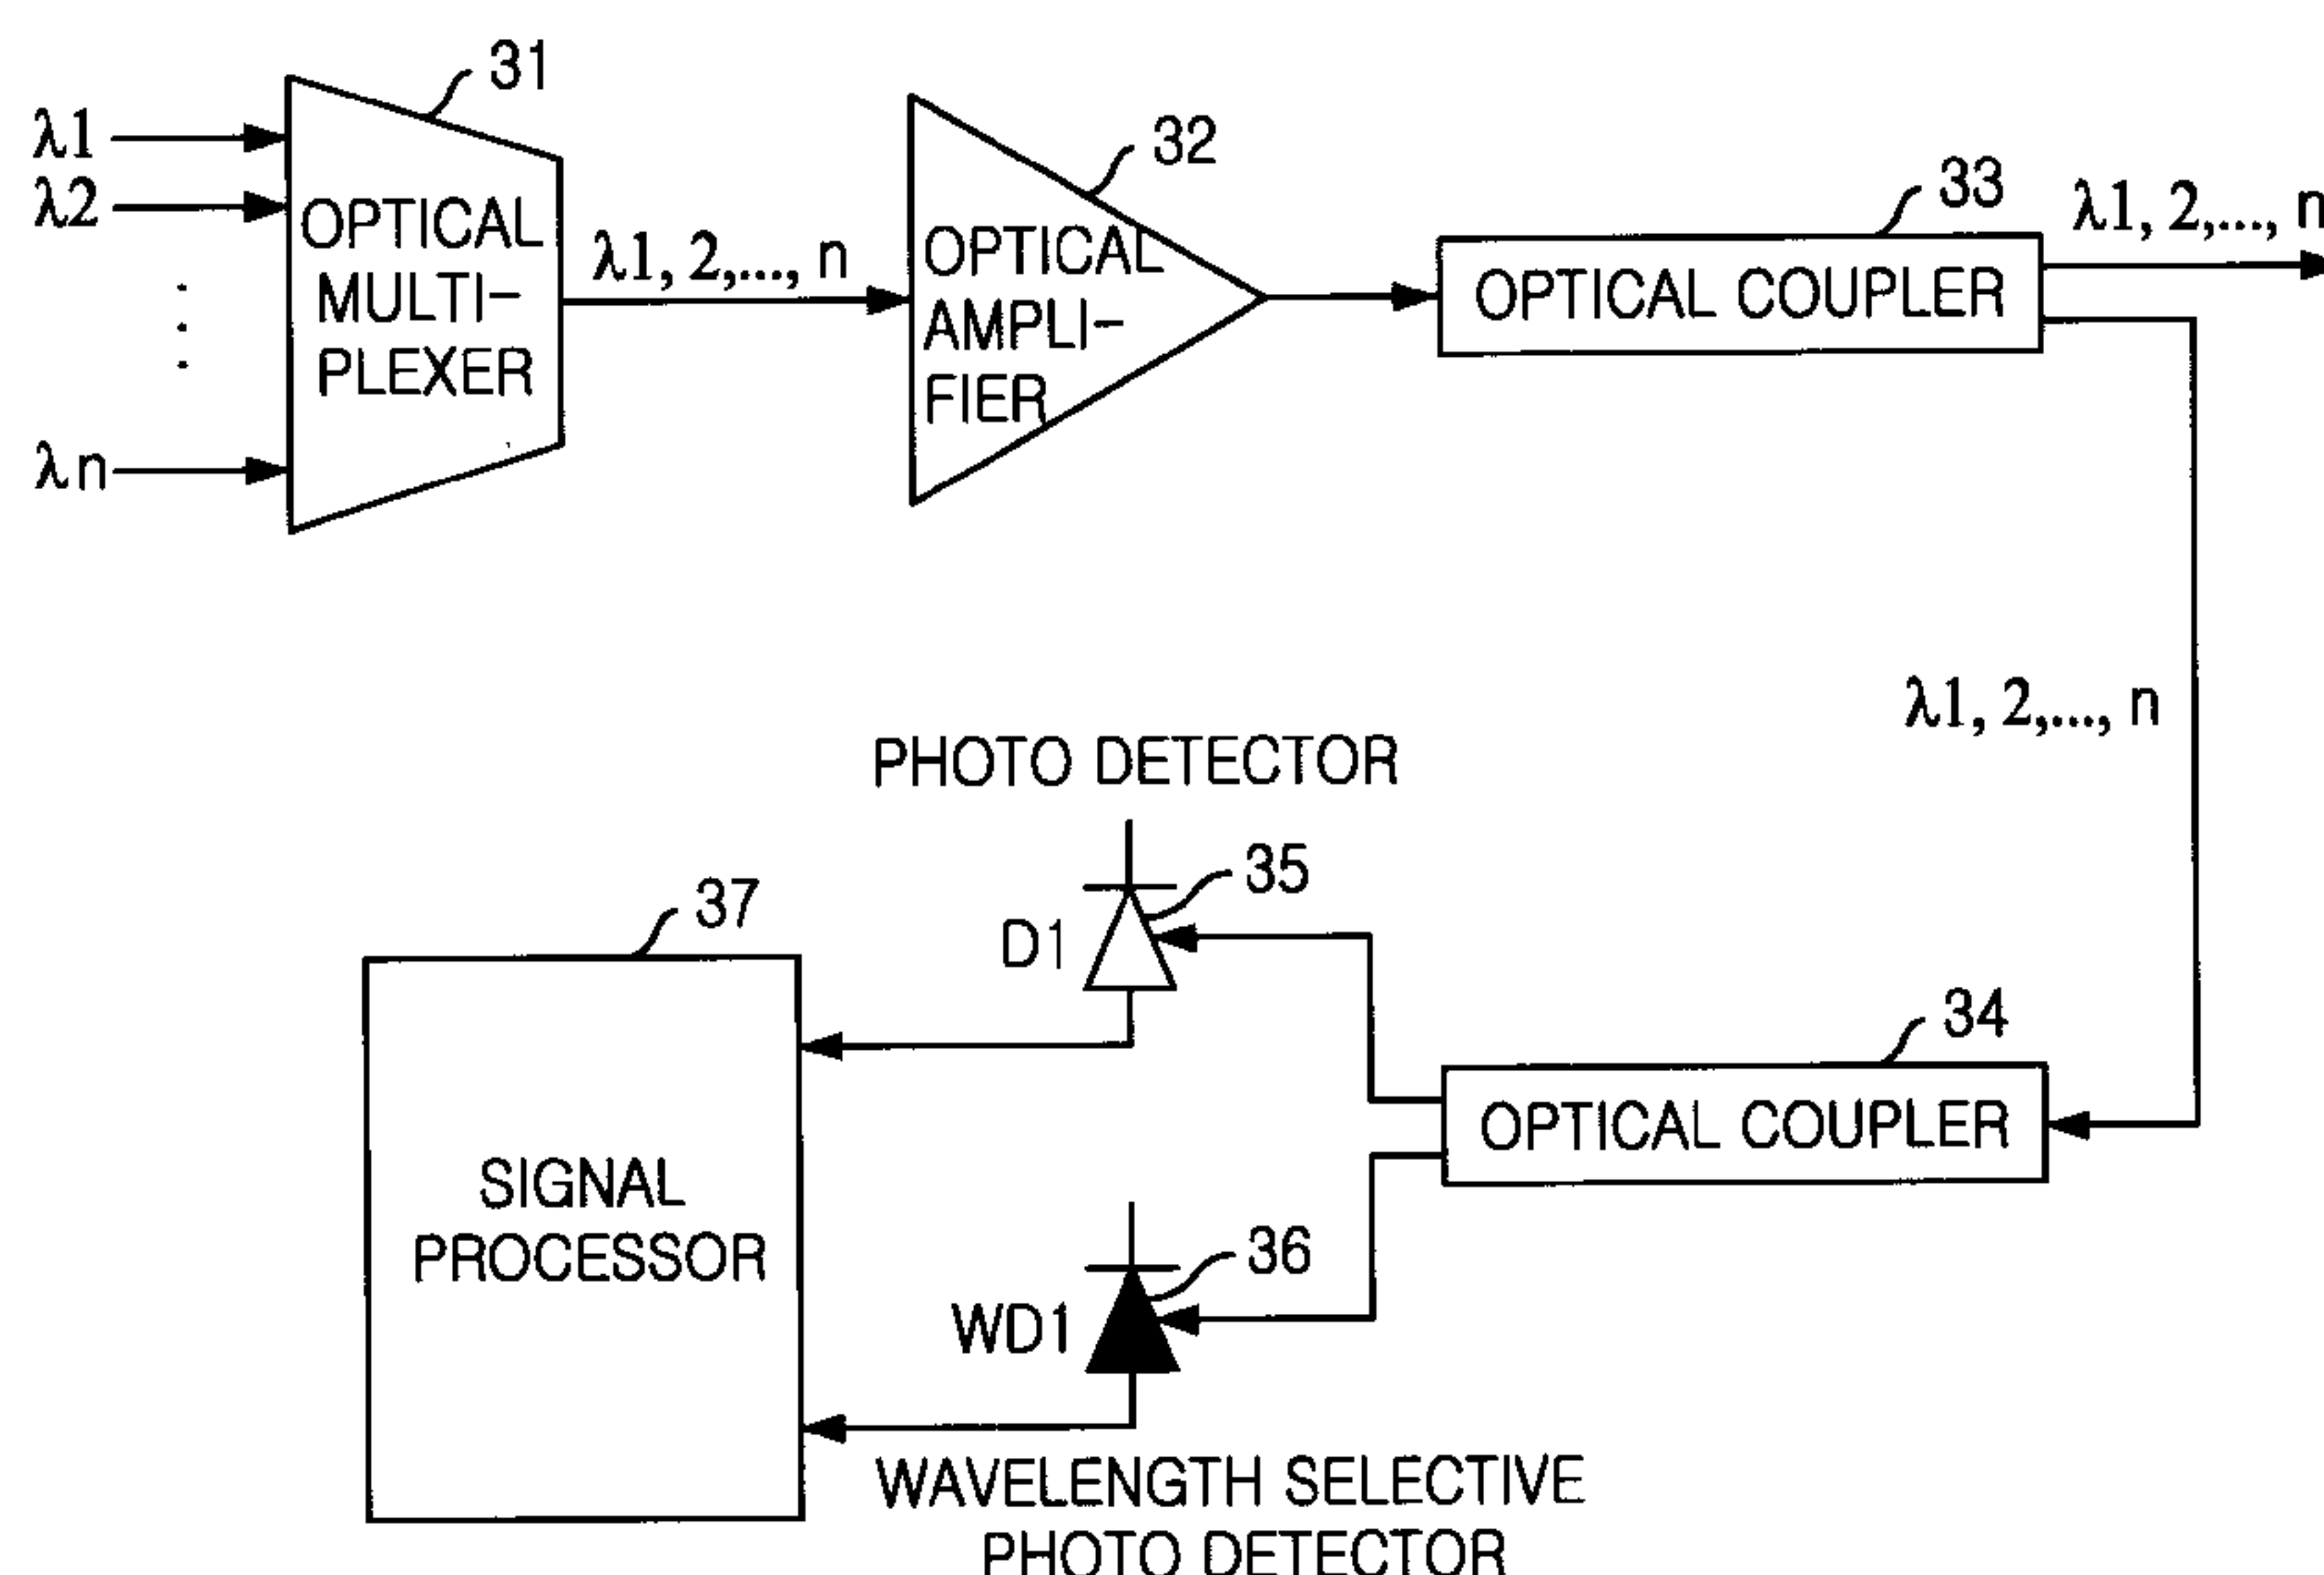 31
λ1
λ2
λn
OPTICAL
MULTI-
PLEXER
λ1, 2,..., n
32
OPTICAL
AMPLI-
FIER
33
OPTICAL COUPLER
λ1, 2,..., n
λ1, 2,..., n
PHOTO DETECTOR
35
D1
37
SIGNAL
PROCESSOR
34
OPTICAL COUPLER
36
WD1
WAVELENGTH SELECTIVE
PHOTO DETECTOR